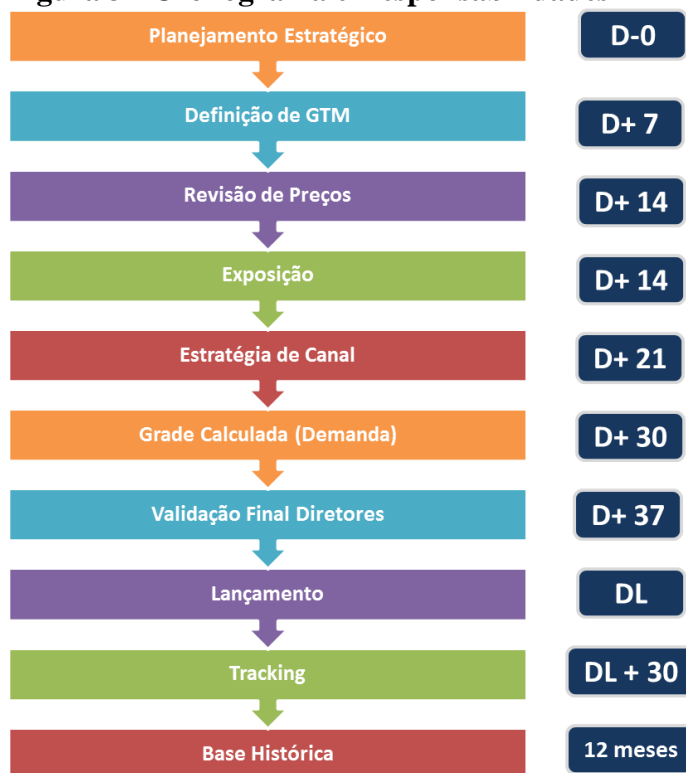 Planejamento Estratégico
D-0
Definição de GTM
D+ 7
Revisão de Preços
D+ 14
Exposição
D+ 14
Estratégia de Canal
D+ 21
Grade Calculada (Demanda)
D+ 30
Validação Final Diretores
D+ 37
Lançamento
DL
Tracking
DL + 30
Base Histórica
12 meses